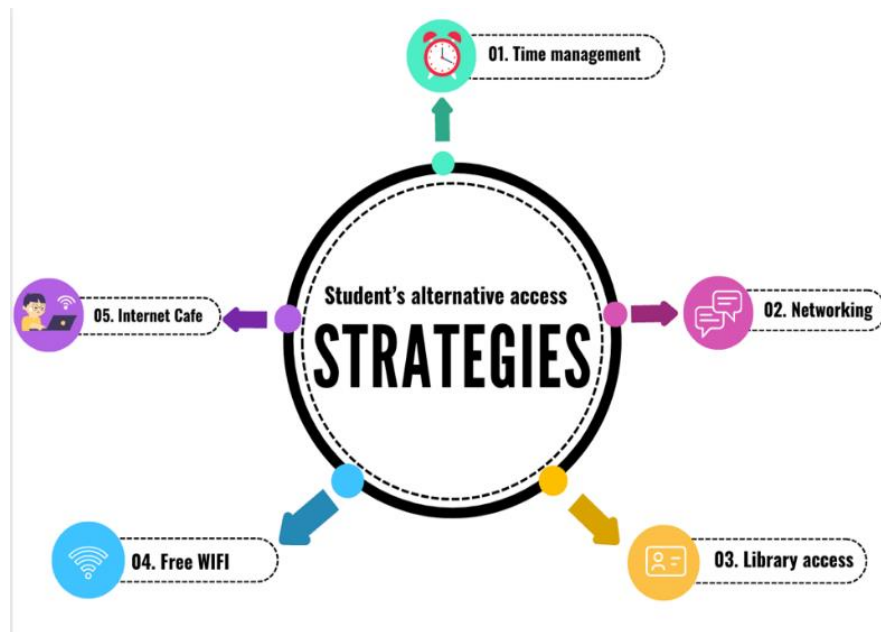 01. Time management
Student's alternative access
STRATEGIES
02. Networking
03. Library access
04. Free WIFI
05. Internet Cafe